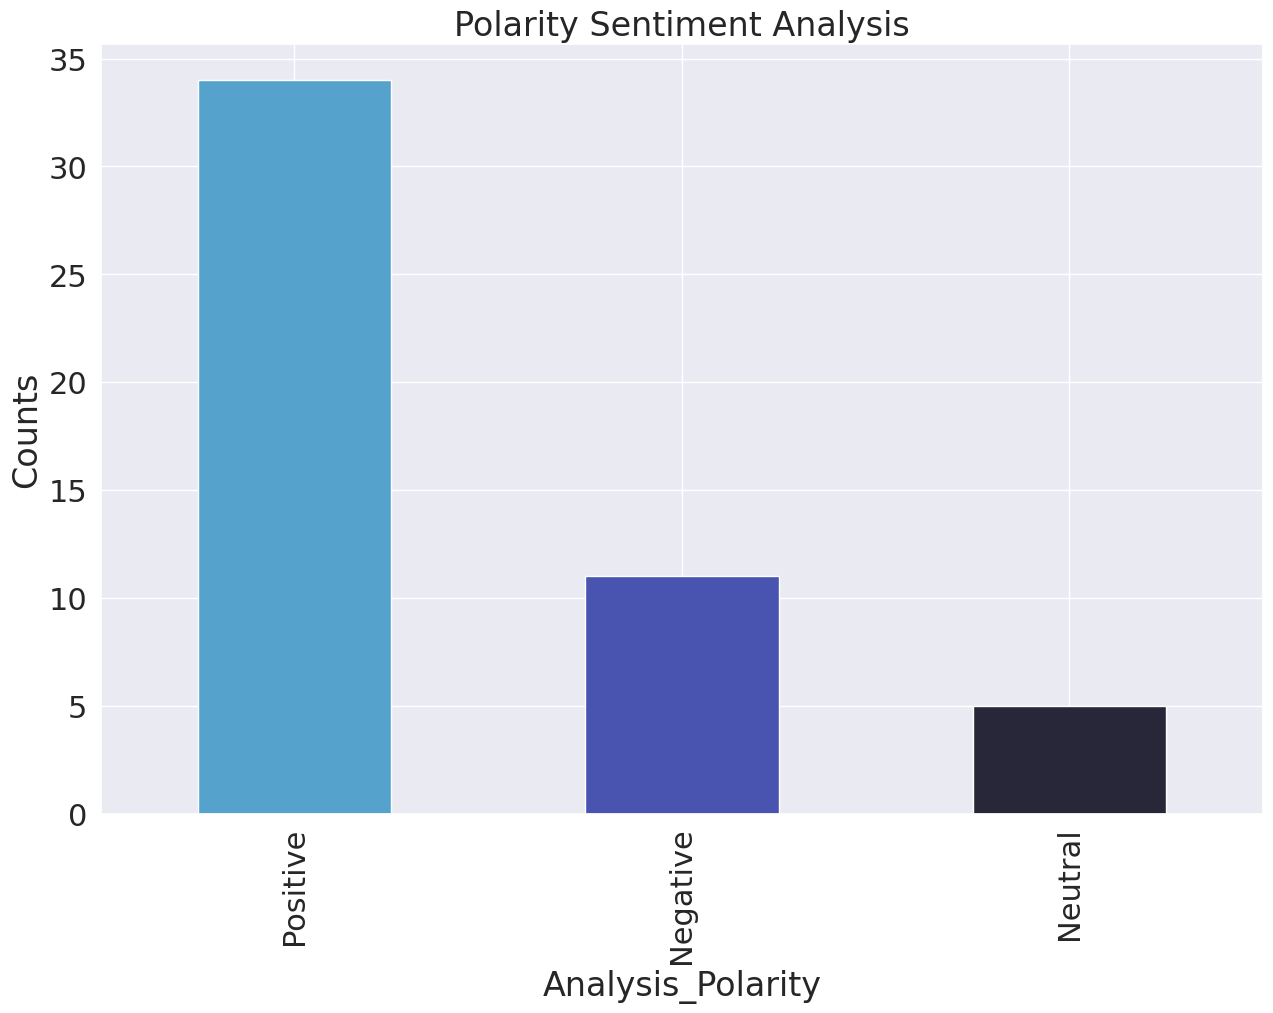 Polarity Sentiment Analysis
35
30
25
20
15
10
5
0
Counts
Positive
Negative
Neutral
Analysis_Polarity